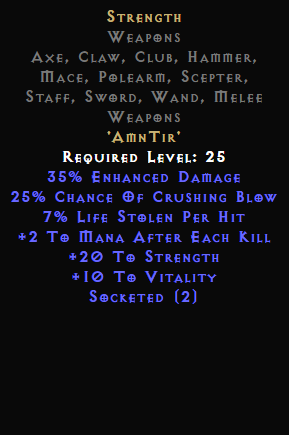 Strength
Weapons
Axe, Claw, Club, Hammer,
Mace, Polearm, Scepter,
Staff, Sword, Wand, Melee
Weapons
'AmnTir'
Required Level: 25
35% Enhanced Damage
25% Chance Of Crushing Blow
7% Life Stolen Per Hit
+2 To Mana After Each Kill
+20 To Strength
+10 To Vitality
Socketed (2)